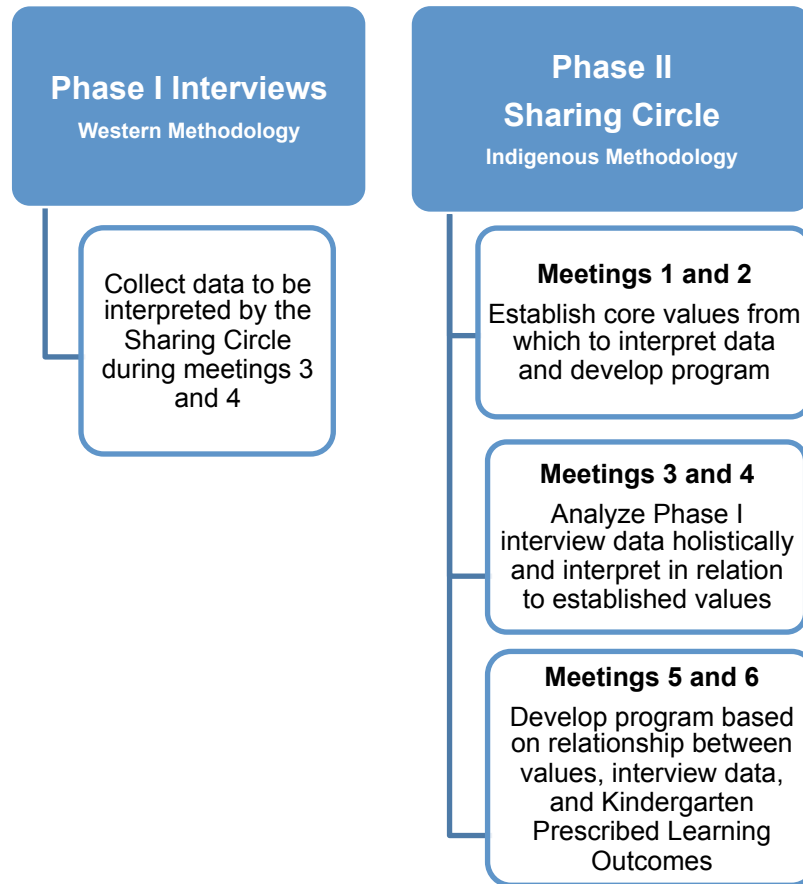 Phase I Interviews
Western Methodology
Collect data to be
interpreted by the
Sharing Circle
during meetings 3
and 4
Phase II
Sharing Circle
Indigenous Methodology
Meetings 1 and 2
Establish core values from
which to interpret data
and develop program
Meetings 3 and 4
Analyze Phase I
interview data holistically
and interpret in relation
to established values
Meetings 5 and 6
Develop program based
on relationship between
values, interview data,
and Kindergarten
Prescribed Learning
Outcomes